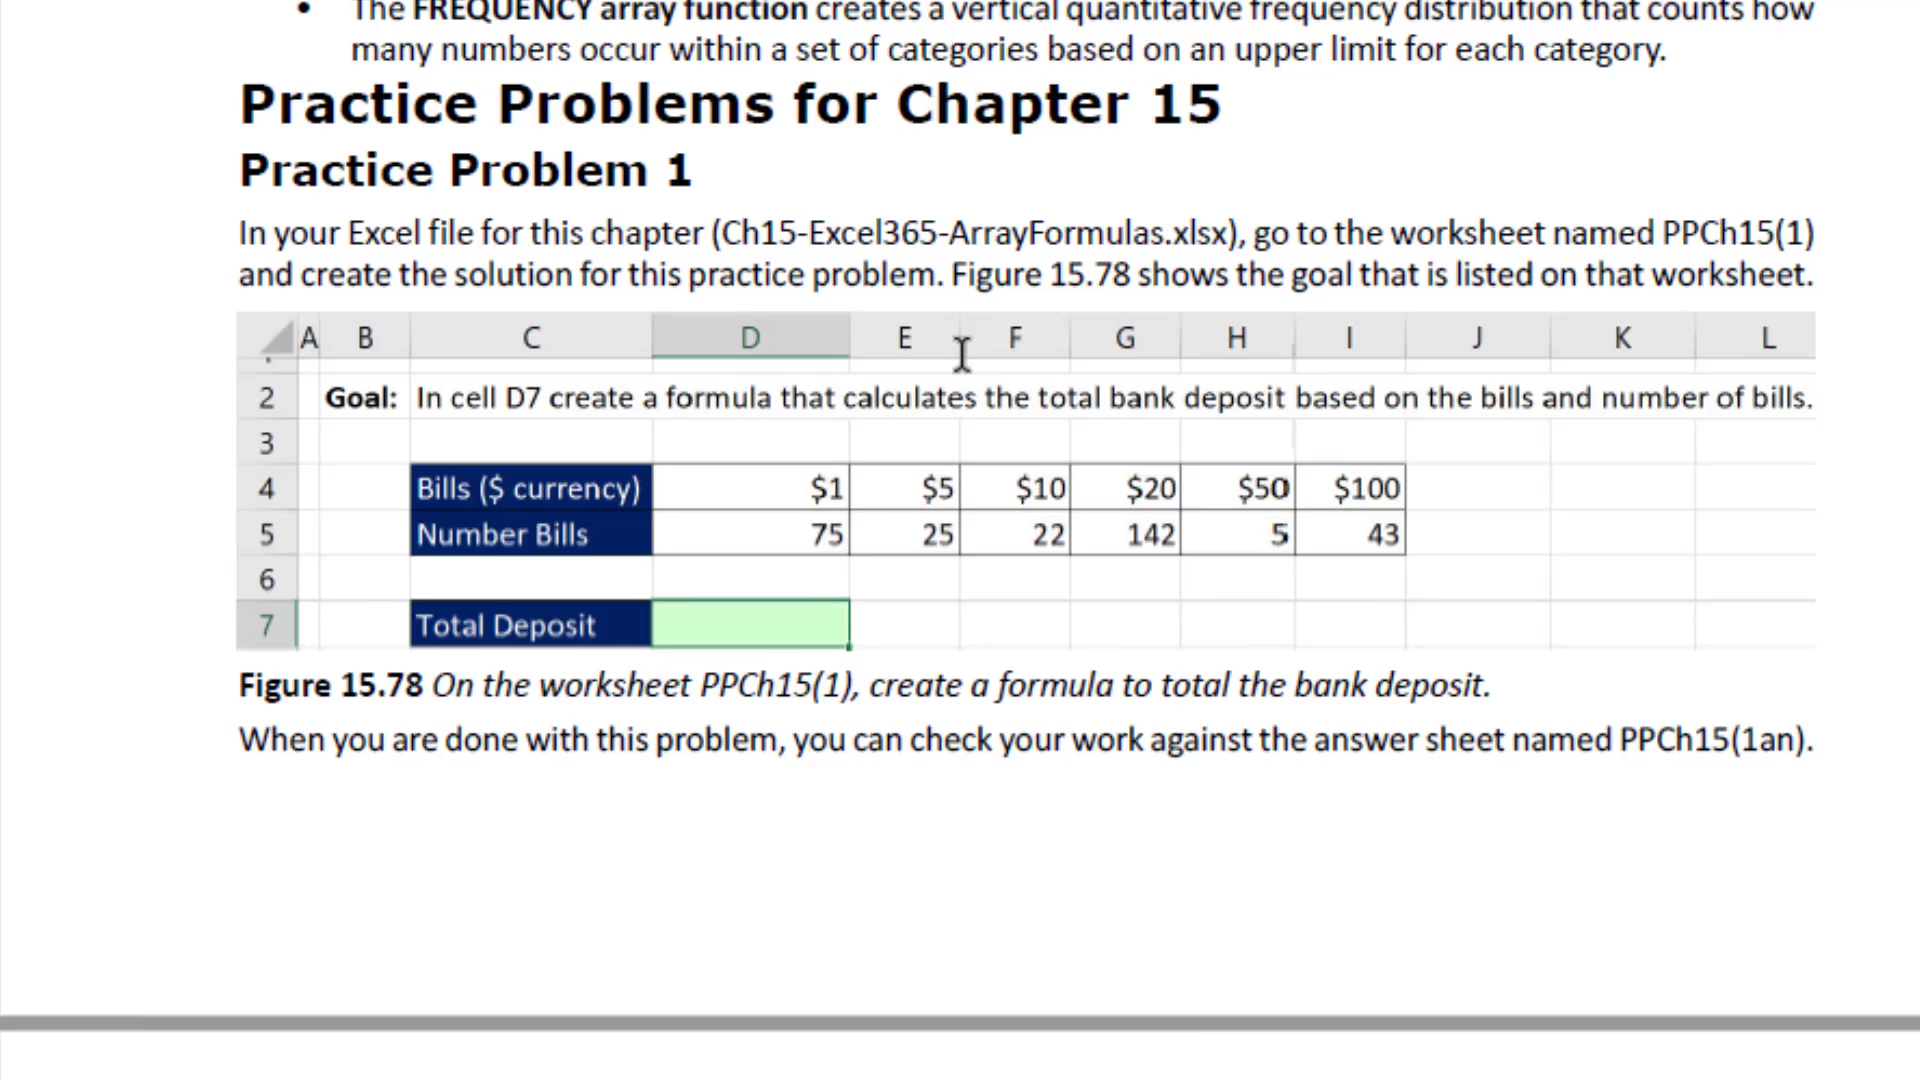 • The FREQUENCY array function creates a vertical quantitative frequency distribution that counts how
many numbers occur within a set of categories based on an upper limit for each category.
Practice Problems for Chapter 15
Practice Problem 1
In your Excel file for this chapter (Ch15-Excel365-ArrayFormulas.xlsx), go to the worksheet named PPCh15(1)
and create the solution for this practice problem. Figure 15.78 shows the goal that is listed on that worksheet.
A B C D E F G H I J K L
2 Goal: In cell D7 create a formula that calculates the total bank deposit based on the bills and number of bills.
3
4 Bills ($ currency) $1 $5 $10 $20 $50 $100
5 Number Bills 75 25 22 142 5 43
6
7 Total Deposit
Figure 15.78 On the worksheet PPCh15(1), create a formula to total the bank deposit.
When you are done with this problem, you can check your work against the answer sheet named PPCh15(1an).